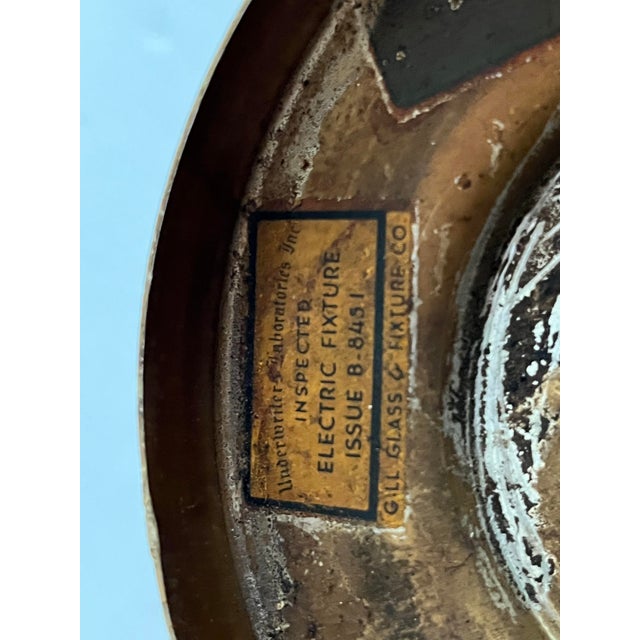 Underwriters Laboratories Inc.
INSPECTED
ELECTRIC FIXTURE
ISSUE B-8451
GILL GLASS & FIXTURE CO.